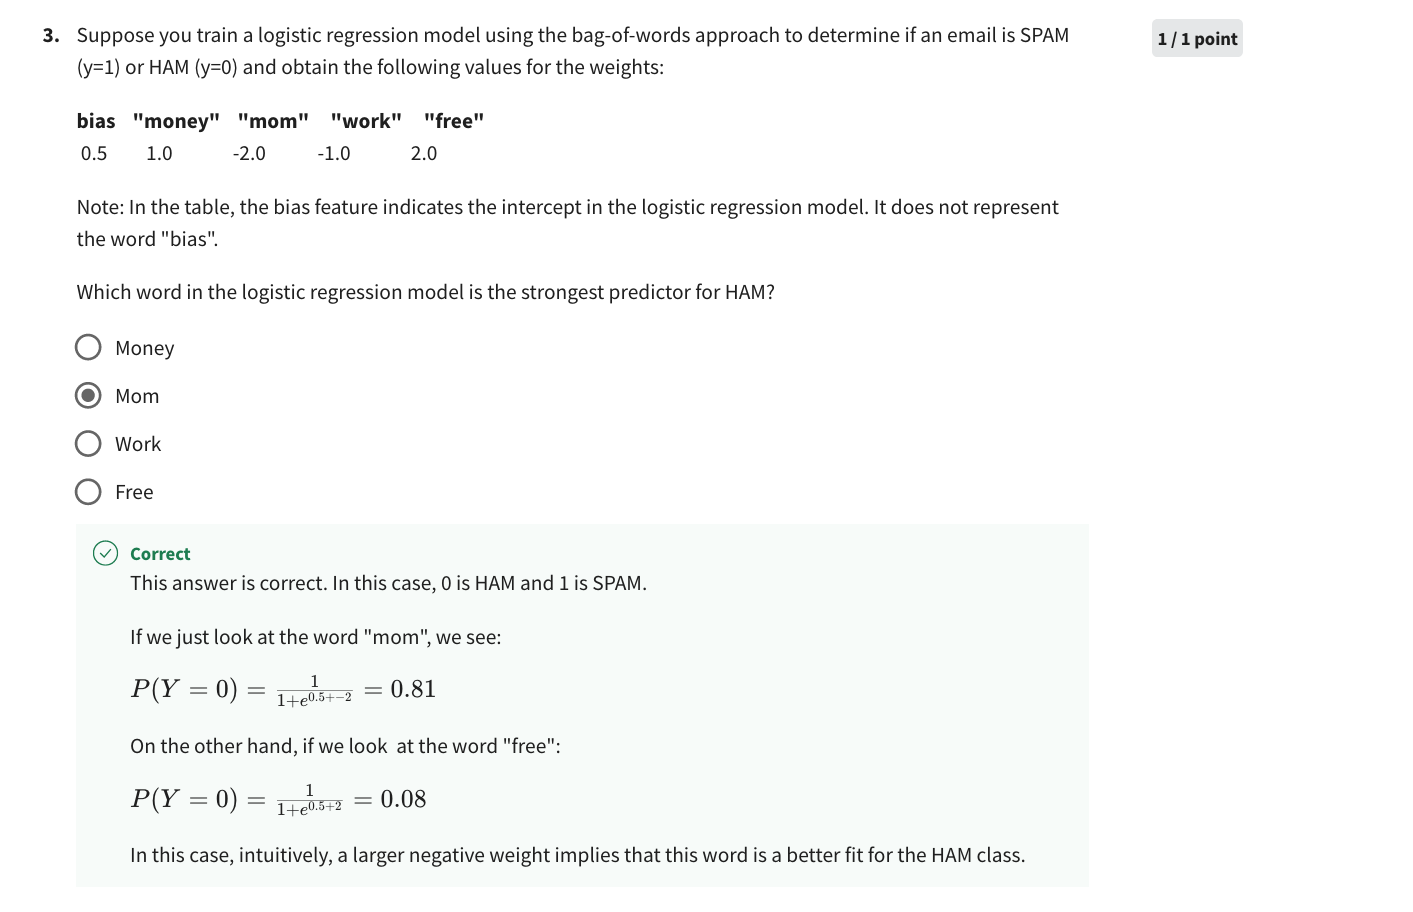 3. Suppose you train a logistic regression model using the bag-of-words approach to determine if an email is SPAM
(y=1) or HAM (y=0) and obtain the following values for the weights:
1 / 1 point
bias "money" "mom" "work" "free"
0.5 1.0 -2.0 -1.0 2.0
Note: In the table, the bias feature indicates the intercept in the logistic regression model. It does not represent
the word "bias".
Which word in the logistic regression model is the strongest predictor for HAM?
Money
Mom
Work
Free
Correct
This answer is correct. In this case, 0 is HAM and 1 is SPAM.
If we just look at the word "mom", we see:
$P(Y = 0) = \frac{1}{1+e^{0.5+-2}} = 0.81$
On the other hand, if we look at the word "free":
$P(Y = 0) = \frac{1}{1+e^{0.5+2}} = 0.08$
In this case, intuitively, a larger negative weight implies that this word is a better fit for the HAM class.